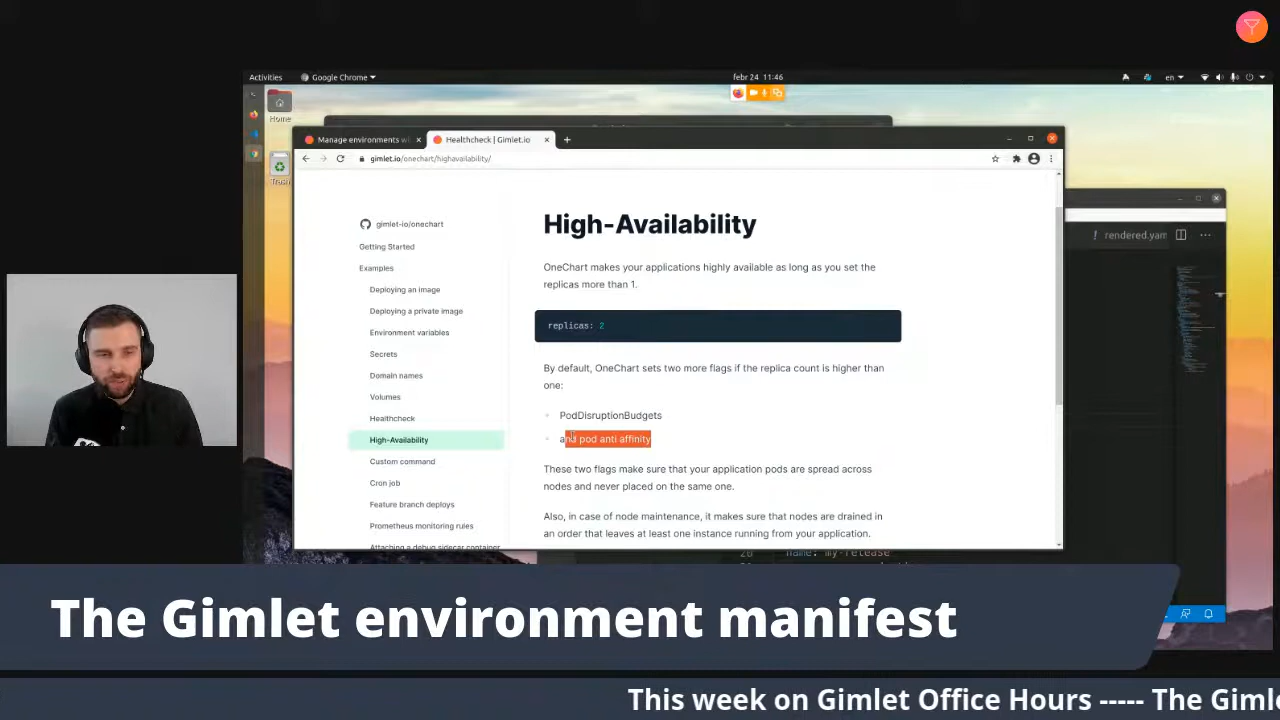 Activities
Google Chrome
febr 24 11:46
en
Home
Trash
Manage environments wi
Healthcheck | Gimlet.io
gimlet.io/onechart/highavailability/
gimlet-io/onechart
Getting Started
Examples
Deploying an image
Deploying a private image
Environment variables
Secrets
Domain names
Volumes
Healthcheck
High-Availability
Custom command
Cron job
Feature branch deploys
Prometheus monitoring rules
Attaching a debug sidecar container
High-Availability
OneChart makes your applications highly available as long as you set the
replicas more than 1.
replicas: 2
By default, OneChart sets two more flags if the replica count is higher than
one:
PodDisruptionBudgets
and pod anti affinity
These two flags make sure that your application pods are spread across
nodes and never placed on the same one.
Also, in case of node maintenance, it makes sure that nodes are drained in
an order that leaves at least one instance running from your application.
! rendered.yam
name: my-release
The Gimlet environment manifest
This week on Gimlet Office Hours ----- The Giml